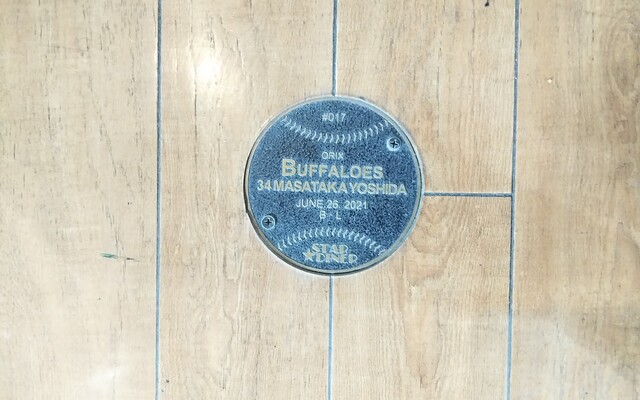 #017
ORIX
BUFFALOES
34 MASATAKA YOSHIDA
JUNE, 26, 2021
B - L
STAR
★DINER